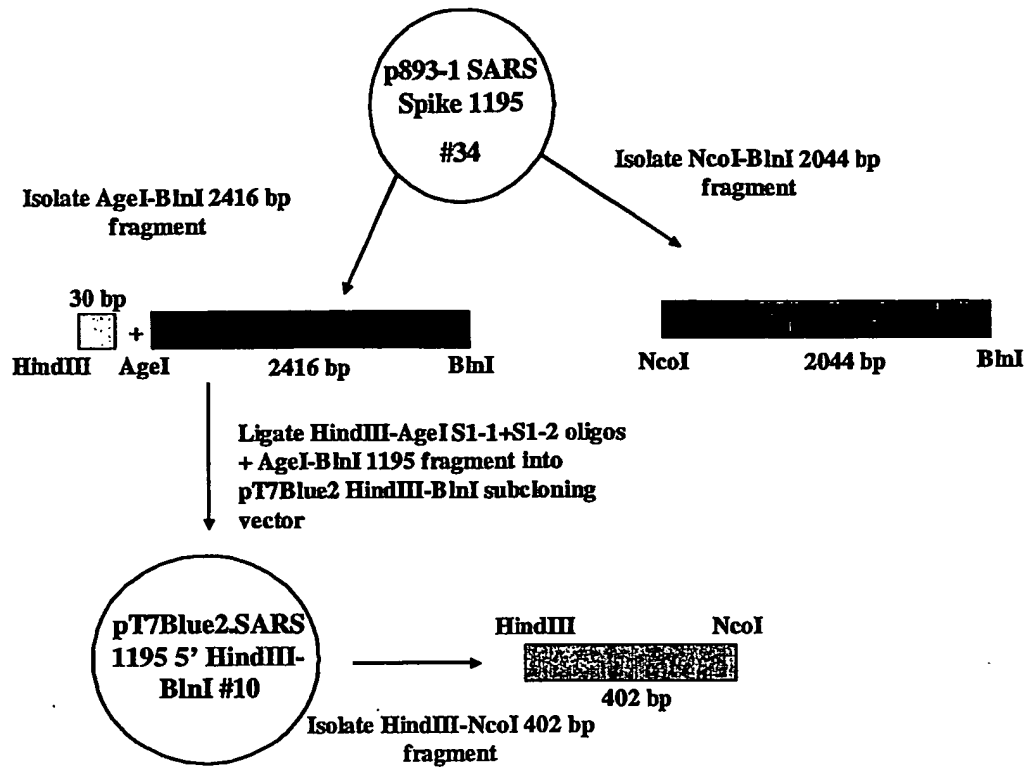 p893-1 SARS
Spike 1195
#34
Isolate NcoI-BlnI 2044 bp
fragment
Isolate AgeI-BlnI 2416 bp
fragment
30 bp
+
HindIII
AgeI
2416 bp
BlnI
NcoI
2044 bp
BlnI
Ligate HindIII-AgeI S1-1+S1-2 oligos
+ AgeI-BlnI 1195 fragment into
pT7Blue2 HindIII-BlnI subcloning
vector
pT7Blue2.SARS
1195 5’ HindIII-
BlnI #10
HindIII
NcoI
402 bp
Isolate HindIII-NcoI 402 bp
fragment